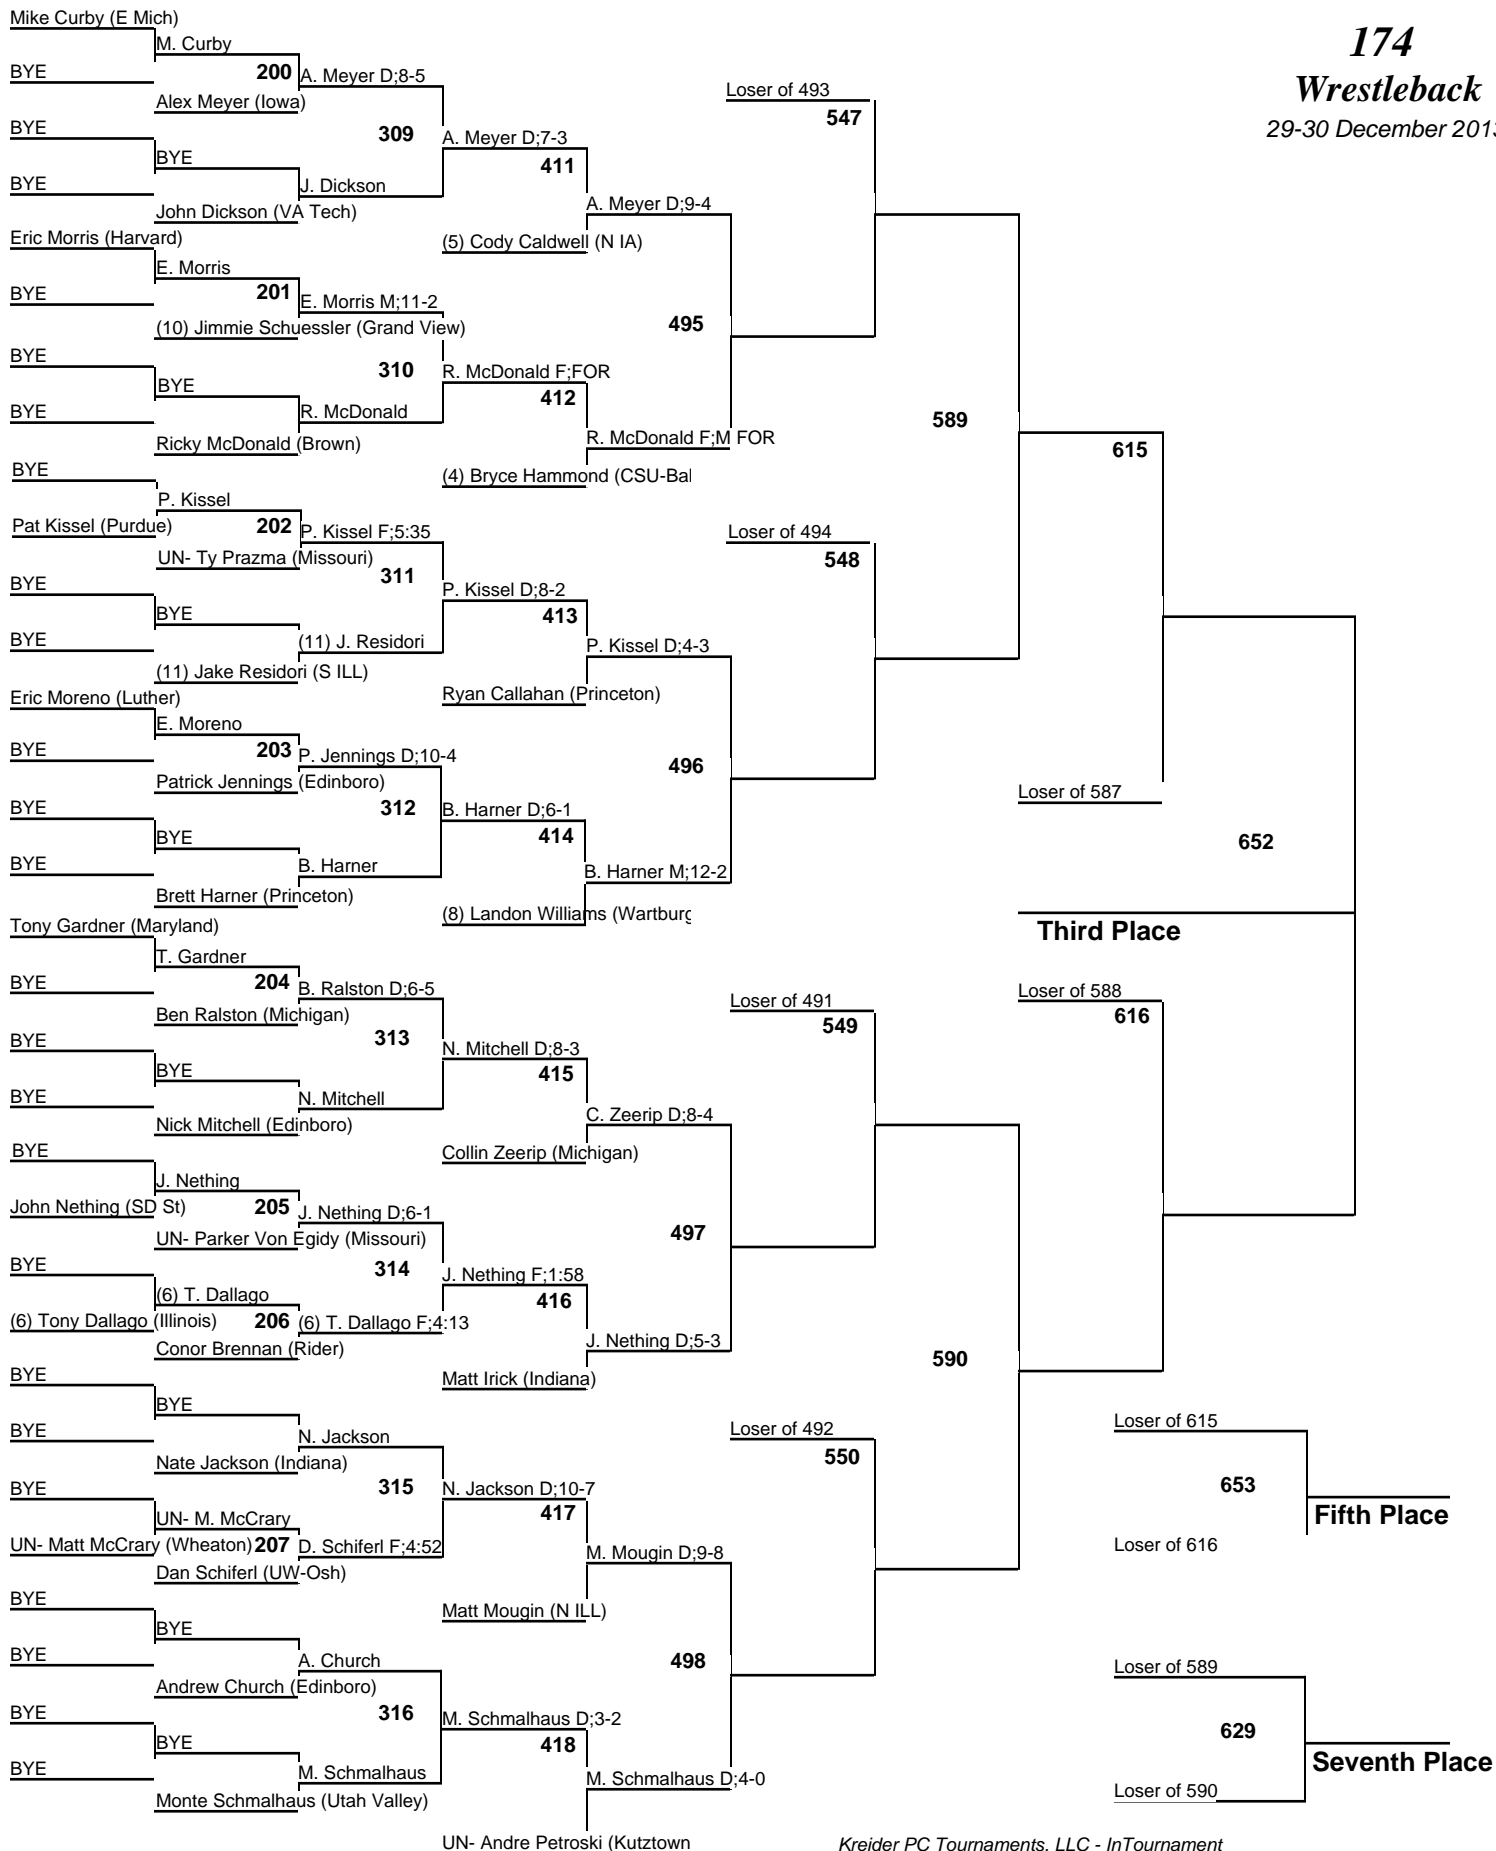 174
Wrestleback
29-30 December 201
Mike Curby (E Mich)
M. Curby
BYE
200
A. Meyer D;8-5
Alex Meyer (Iowa)
BYE
309
A. Meyer D;7-3
BYE
411
BYE
J. Dickson
John Dickson (VA Tech)
A. Meyer D;9-4
Eric Morris (Harvard)
(5) Cody Caldwell (N IA)
E. Morris
BYE
201
E. Morris M;11-2
(10) Jimmie Schuessler (Grand View)
495
BYE
310
R. McDonald F;FOR
BYE
412
BYE
R. McDonald
Ricky McDonald (Brown)
R. McDonald F;M FOR
BYE
(4) Bryce Hammond (CSU-Bal
P. Kissel
Pat Kissel (Purdue)
202
P. Kissel F;5:35
UN- Ty Prazma (Missouri)
311
BYE
P. Kissel D;8-2
BYE
413
BYE
(11) J. Residori
P. Kissel D;4-3
(11) Jake Residori (S ILL)
Eric Moreno (Luther)
Ryan Callahan (Princeton)
E. Moreno
BYE
203
P. Jennings D;10-4
Patrick Jennings (Edinboro)
496
BYE
312
B. Harner D;6-1
BYE
414
BYE
B. Harner
B. Harner M;12-2
Brett Harner (Princeton)
(8) Landon Williams (Wartburg
Tony Gardner (Maryland)
T. Gardner
BYE
204
B. Ralston D;6-5
Ben Ralston (Michigan)
BYE
313
N. Mitchell D;8-3
BYE
415
BYE
N. Mitchell
C. Zeerip D;8-4
Nick Mitchell (Edinboro)
BYE
Collin Zeerip (Michigan)
J. Nething
John Nething (SD St)
205
J. Nething D;6-1
UN- Parker Von Egidy (Missouri)
497
BYE
314
J. Nething F;1:58
(6) T. Dallago
416
(6) Tony Dallago (Illinois)
206
(6) T. Dallago F;4:13
Conor Brennan (Rider)
J. Nething D;5-3
BYE
Matt Irick (Indiana)
BYE
BYE
N. Jackson
Nate Jackson (Indiana)
BYE
315
N. Jackson D;10-7
UN- M. McCrary
417
UN- Matt McCrary (Wheaton)
207
D. Schiferl F;4:52
M. Mougin D;9-8
Dan Schiferl (UW-Osh)
BYE
Matt Mougin (N ILL)
BYE
BYE
A. Church
498
Andrew Church (Edinboro)
BYE
316
M. Schmalhaus D;3-2
BYE
418
BYE
M. Schmalhaus
M. Schmalhaus D;4-0
Monte Schmalhaus (Utah Valley)
UN- Andre Petroski (Kutztown
Loser of 493
547
589
615
Loser of 494
548
Loser of 587
652
Third Place
Loser of 491
549
Loser of 588
616
590
Loser of 492
550
Loser of 615
653
Fifth Place
Loser of 616
Loser of 589
629
Seventh Place
Loser of 590
Kreider PC Tournaments, LLC - InTournament